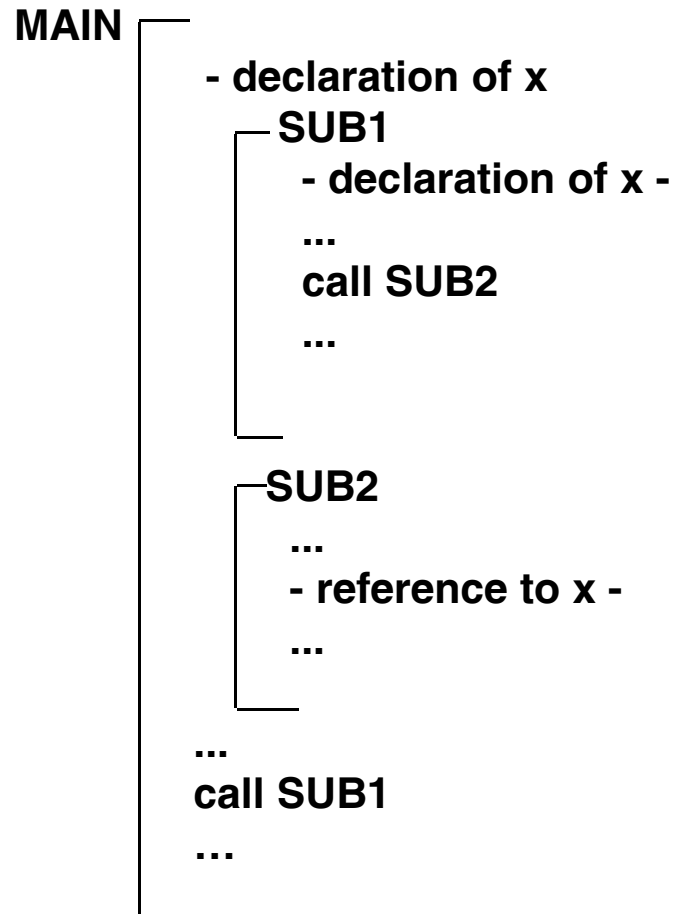 MAIN
- declaration of x
SUB1
- declaration of x -
...
call SUB2
...
SUB2
...
- reference to x -
...
...
call SUB1
…